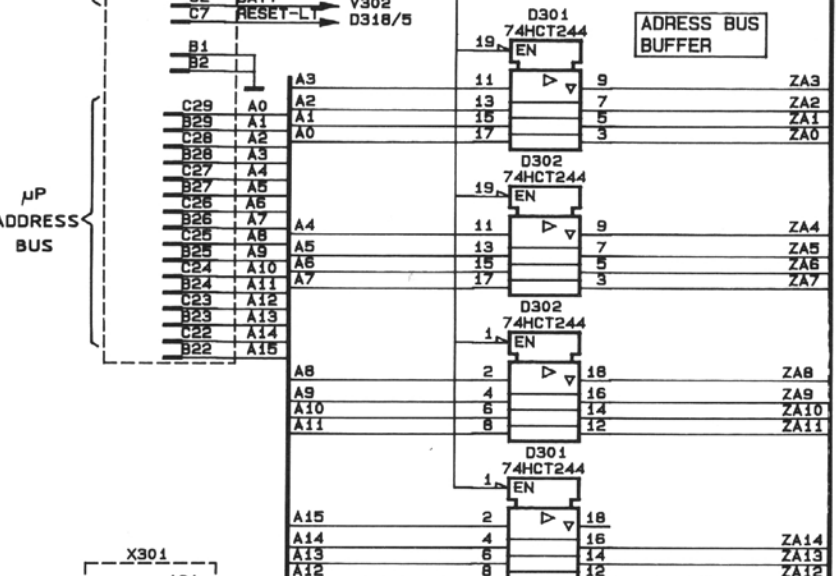 V302
C7 RESET-LT D318/5
B1
B2
µP
ADDRESS
BUS
C29 A0
B29 A1
C28 A2
B28 A3
C27 A4
B27 A5
C26 A6
B26 A7
C25 A8
B25 A9
C24 A10
B24 A11
C23 A12
B23 A13
C22 A14
B22 A15
X301
ADRESS BUS
BUFFER
D301
74HCT244
19 EN
A3 11 9 ZA3
A2 13 7 ZA2
A1 15 5 ZA1
A0 17 3 ZA0
D302
74HCT244
19 EN
A4 11 9 ZA4
A5 13 7 ZA5
A6 15 5 ZA6
A7 17 3 ZA7
D302
74HCT244
1 EN
A8 2 18 ZA8
A9 4 16 ZA9
A10 6 14 ZA10
A11 8 12 ZA11
D301
74HCT244
1 EN
A15 2 18
A14 4 16 ZA14
A13 6 14 ZA13
A12 8 12 ZA12